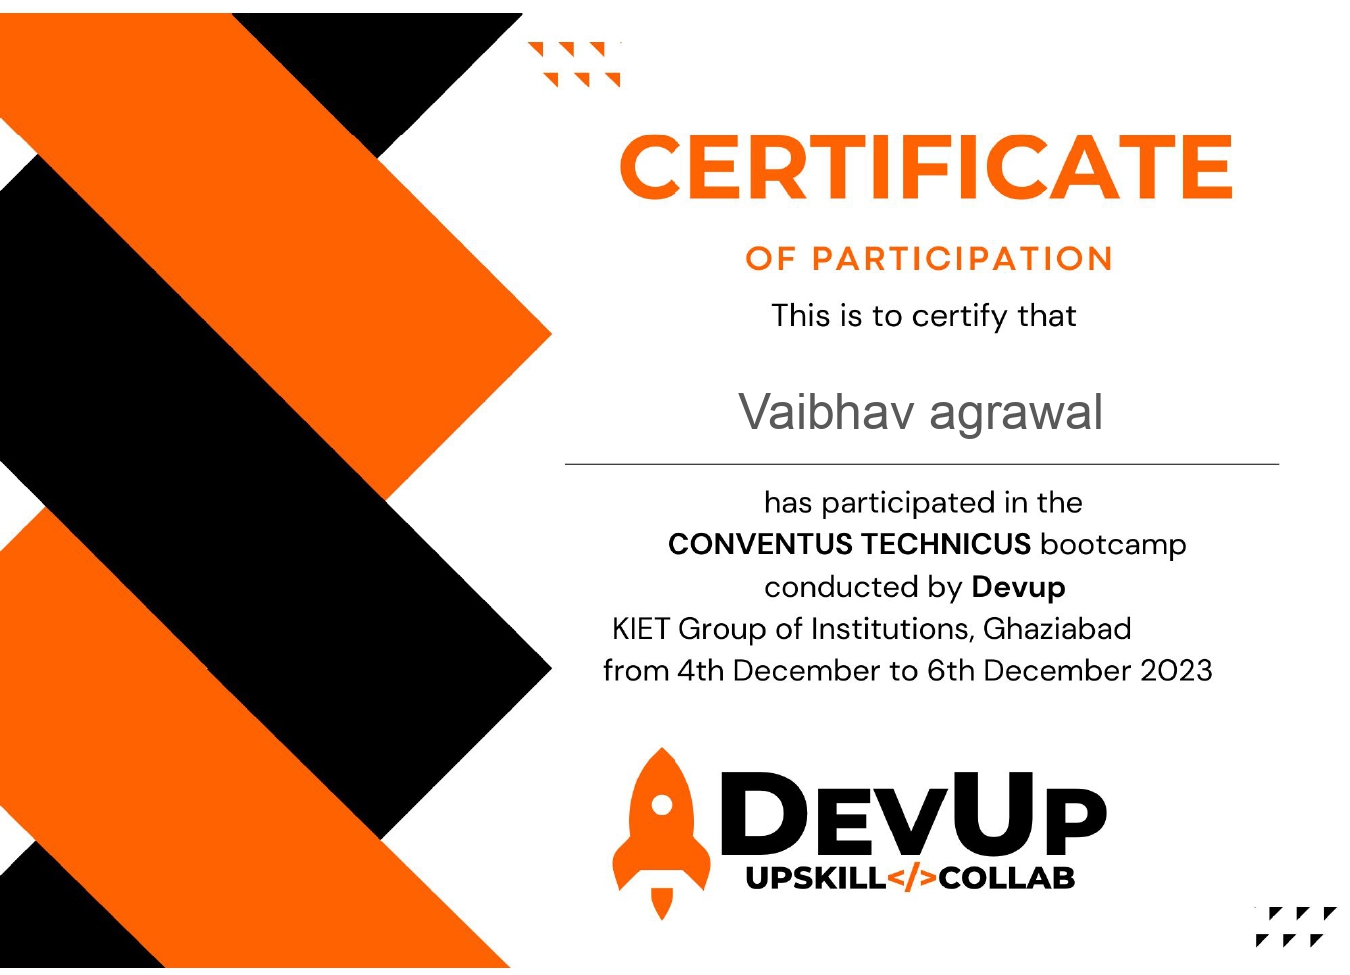 CERTIFICATE
OF PARTICIPATION
This is to certify that
Vaibhav agrawal
has participated in the
CONVENTUS TECHNICUS bootcamp
conducted by Devup
KIET Group of Institutions, Ghaziabad
from 4th December to 6th December 2023
DEVUP
UPSKILL</>COLLAB